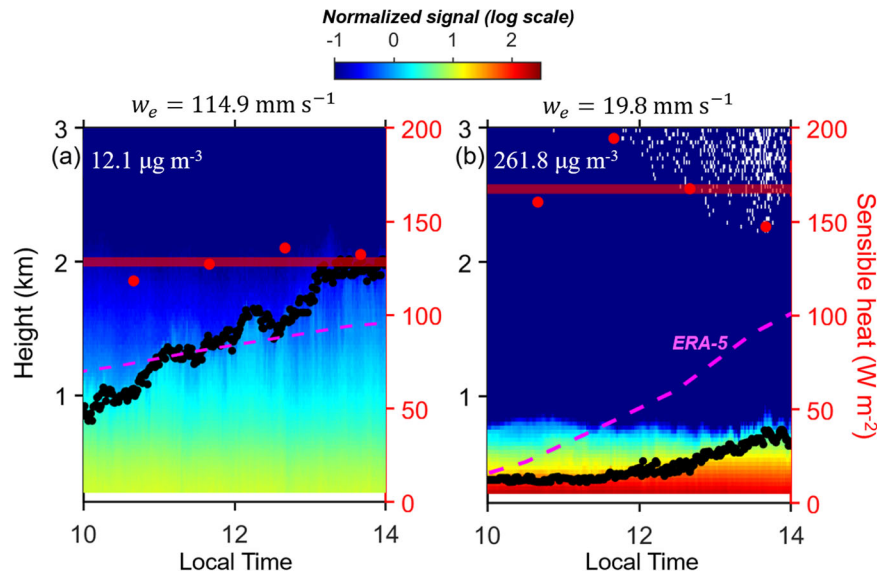 Normalized signal (log scale)
-1 0 1 2
w_e = 114.9 mm s⁻¹
w_e = 19.8 mm s⁻¹
(a)
12.1 μg m⁻³
3
2
1
Height (km)
200
150
100
50
0
10 12 14
Local Time
(b)
261.8 μg m⁻³
ERA-5
3
2
1
200
150
100
50
0
Sensible heat (W m⁻²)
10 12 14
Local Time